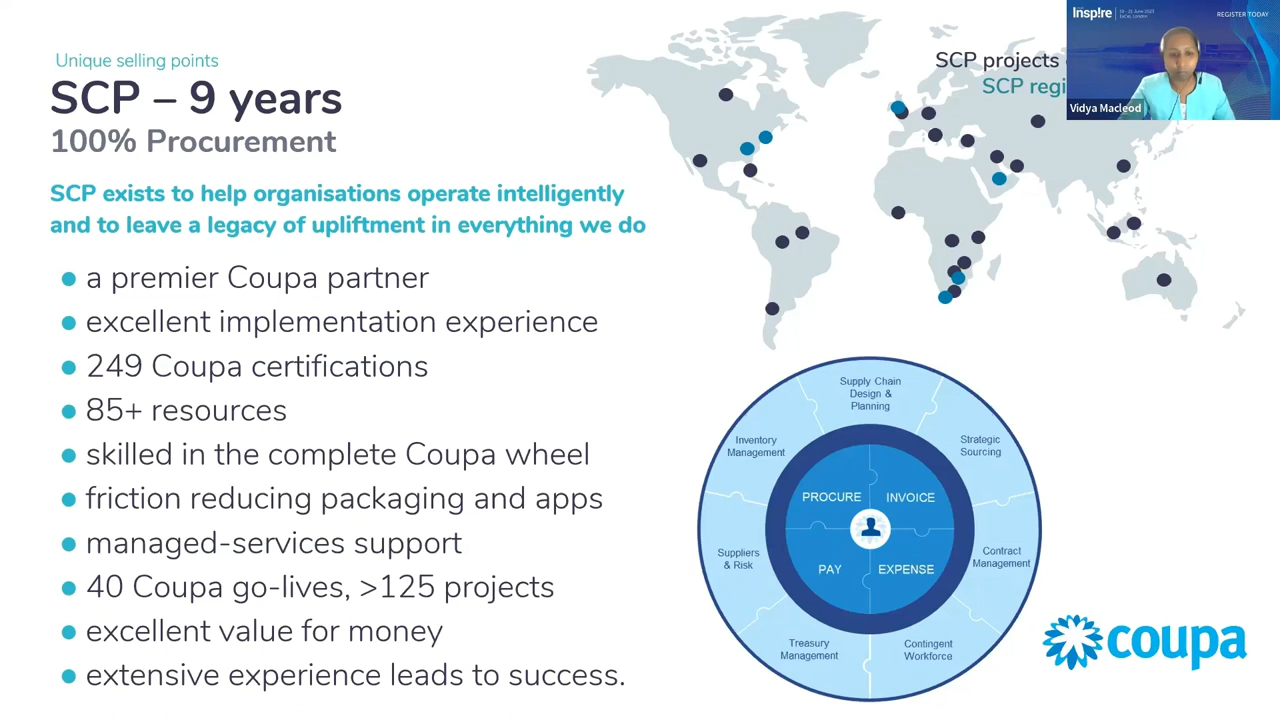 Unique selling points
SCP – 9 years
100% Procurement
SCP exists to help organisations operate intelligently
and to leave a legacy of upliftment in everything we do
• a premier Coupa partner
• excellent implementation experience
• 249 Coupa certifications
• 85+ resources
• skilled in the complete Coupa wheel
• friction reducing packaging and apps
• managed-services support
• 40 Coupa go-lives, >125 projects
• excellent value for money
• extensive experience leads to success.
SCP projects
SCP regi
Insp!re
REGISTER TODAY
Vidya Macleod
Supply Chain
Design &
Planning
Strategic
Sourcing
Contract
Management
Contingent
Workforce
Treasury
Management
Suppliers
& Risk
Inventory
Management
PROCURE
INVOICE
PAY
EXPENSE
coupa